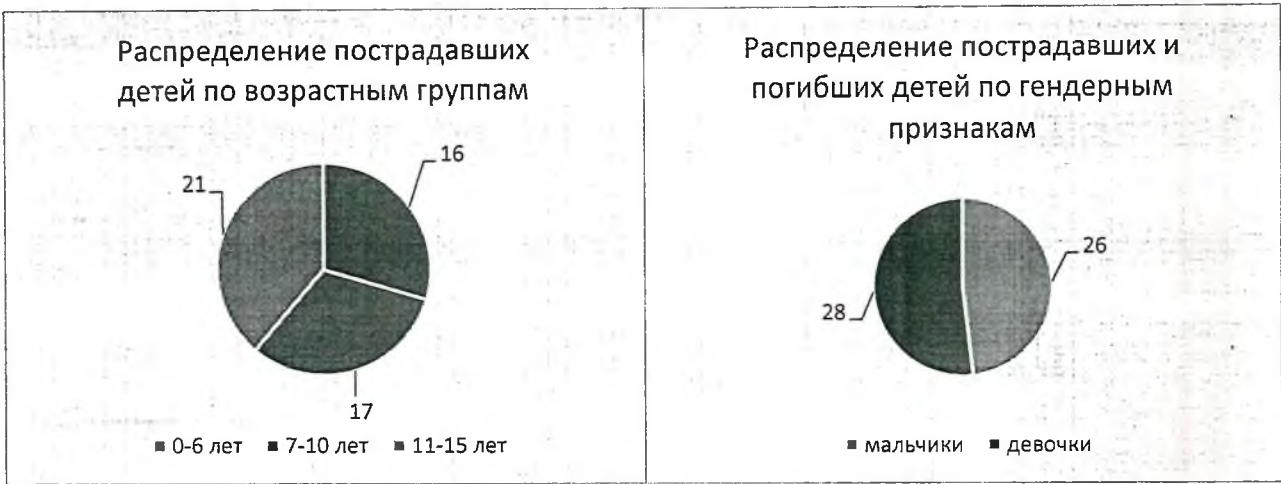 Распределение пострадавших
детей по возрастным группам
16
21
17
0-6 лет 7-10 лет 11-15 лет
Распределение пострадавших и
погибших детей по гендерным
признакам
26
28
мальчики девочки